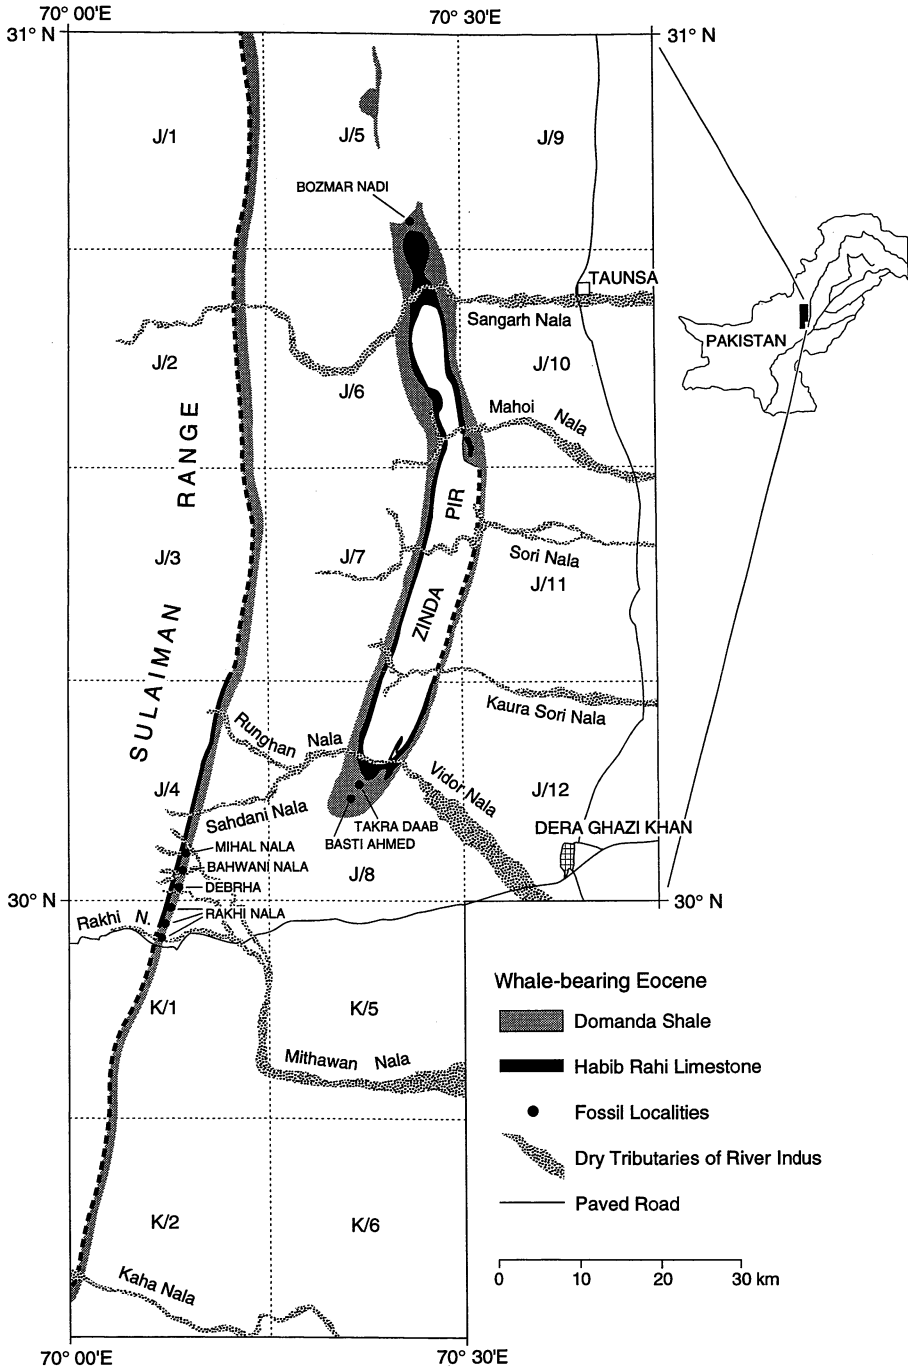 70° 00'E
70° 30'E
31° N
31° N
J/1
J/5
J/9
BOZMAR NADI
TAUNSA
Sangarh Nala
PAKISTAN
J/2
J/6
J/10
Mahoi Nala
SULAIMAN RANGE
PIR
ZINDA
J/3
J/7
Sori Nala
J/11
Kaura Sori Nala
Runghan Nala
Vidor Nala
J/4
Sahdani Nala
J/12
TAKRA DAAB
BASTI AHMED
DERA GHAZI KHAN
MIHAL NALA
BAHWANI NALA
J/8
DEBRHA
30° N
30° N
Rakhi N.
RAKHI NALA
K/1
K/5
Mithawan Nala
K/2
K/6
Kaha Nala
70° 00'E
70° 30'E
Whale-bearing Eocene
Domanda Shale
Habib Rahi Limestone
Fossil Localities
Dry Tributaries of River Indus
Paved Road
0 10 20 30 km